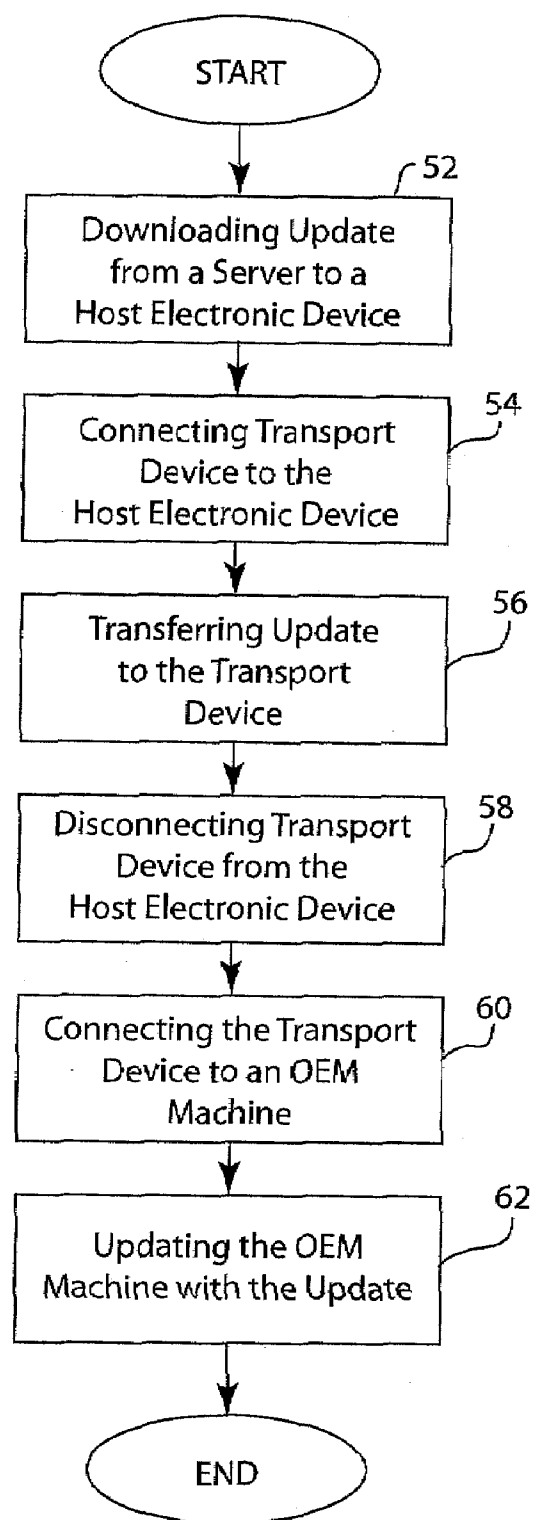 START
52
Downloading Update
from a Server to a
Host Electronic Device
54
Connecting Transport
Device to the
Host Electronic Device
56
Transferring Update
to the Transport
Device
58
Disconnecting Transport
Device from the
Host Electronic Device
60
Connecting the Transport
Device to an OEM
Machine
62
Updating the OEM
Machine with the Update
END